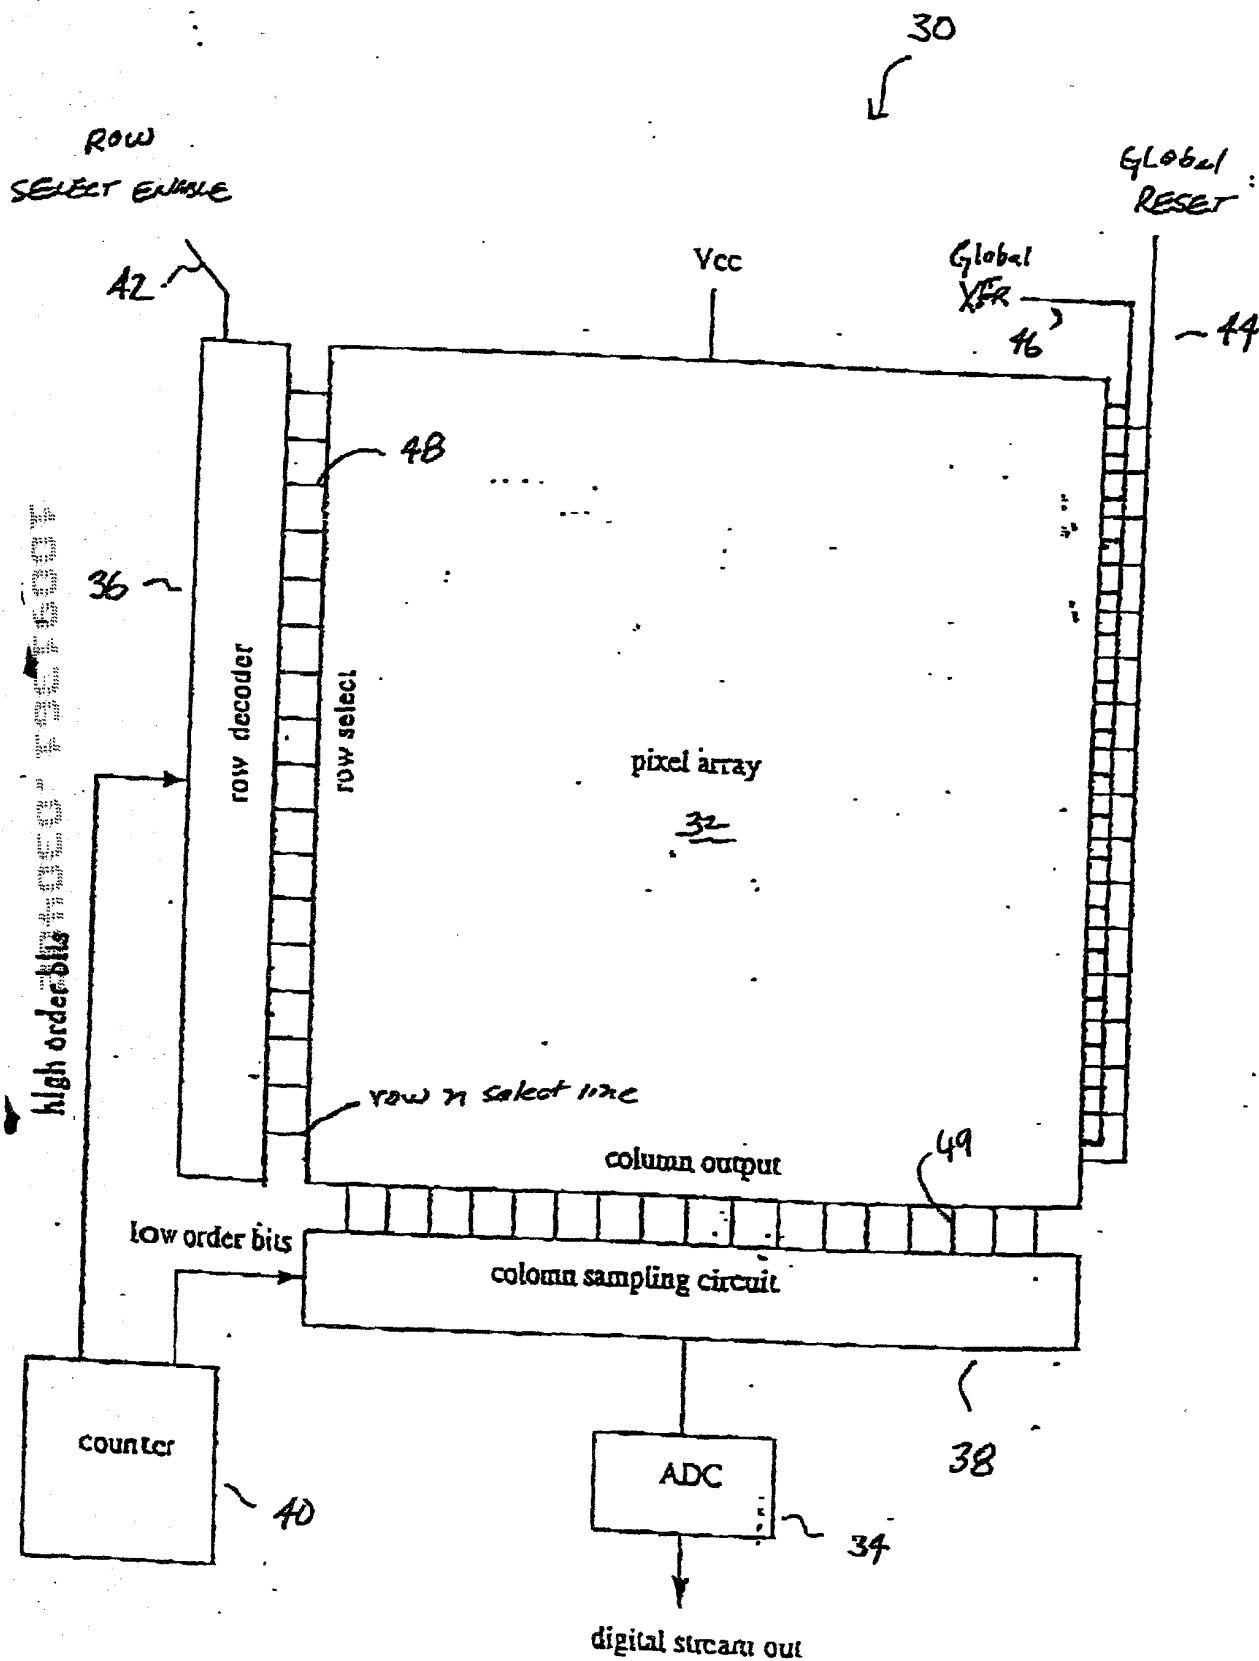 30
ROW
SELECT ENABLE
GLobal
RESET
42
Vcc
Global
XFR
46
44
48
36
row decoder
row select
pixel array
32
high order bits
row n select line
column output
49
low order bits
colomn sampling circuit
counter
40
ADC
38
34
digital stream out